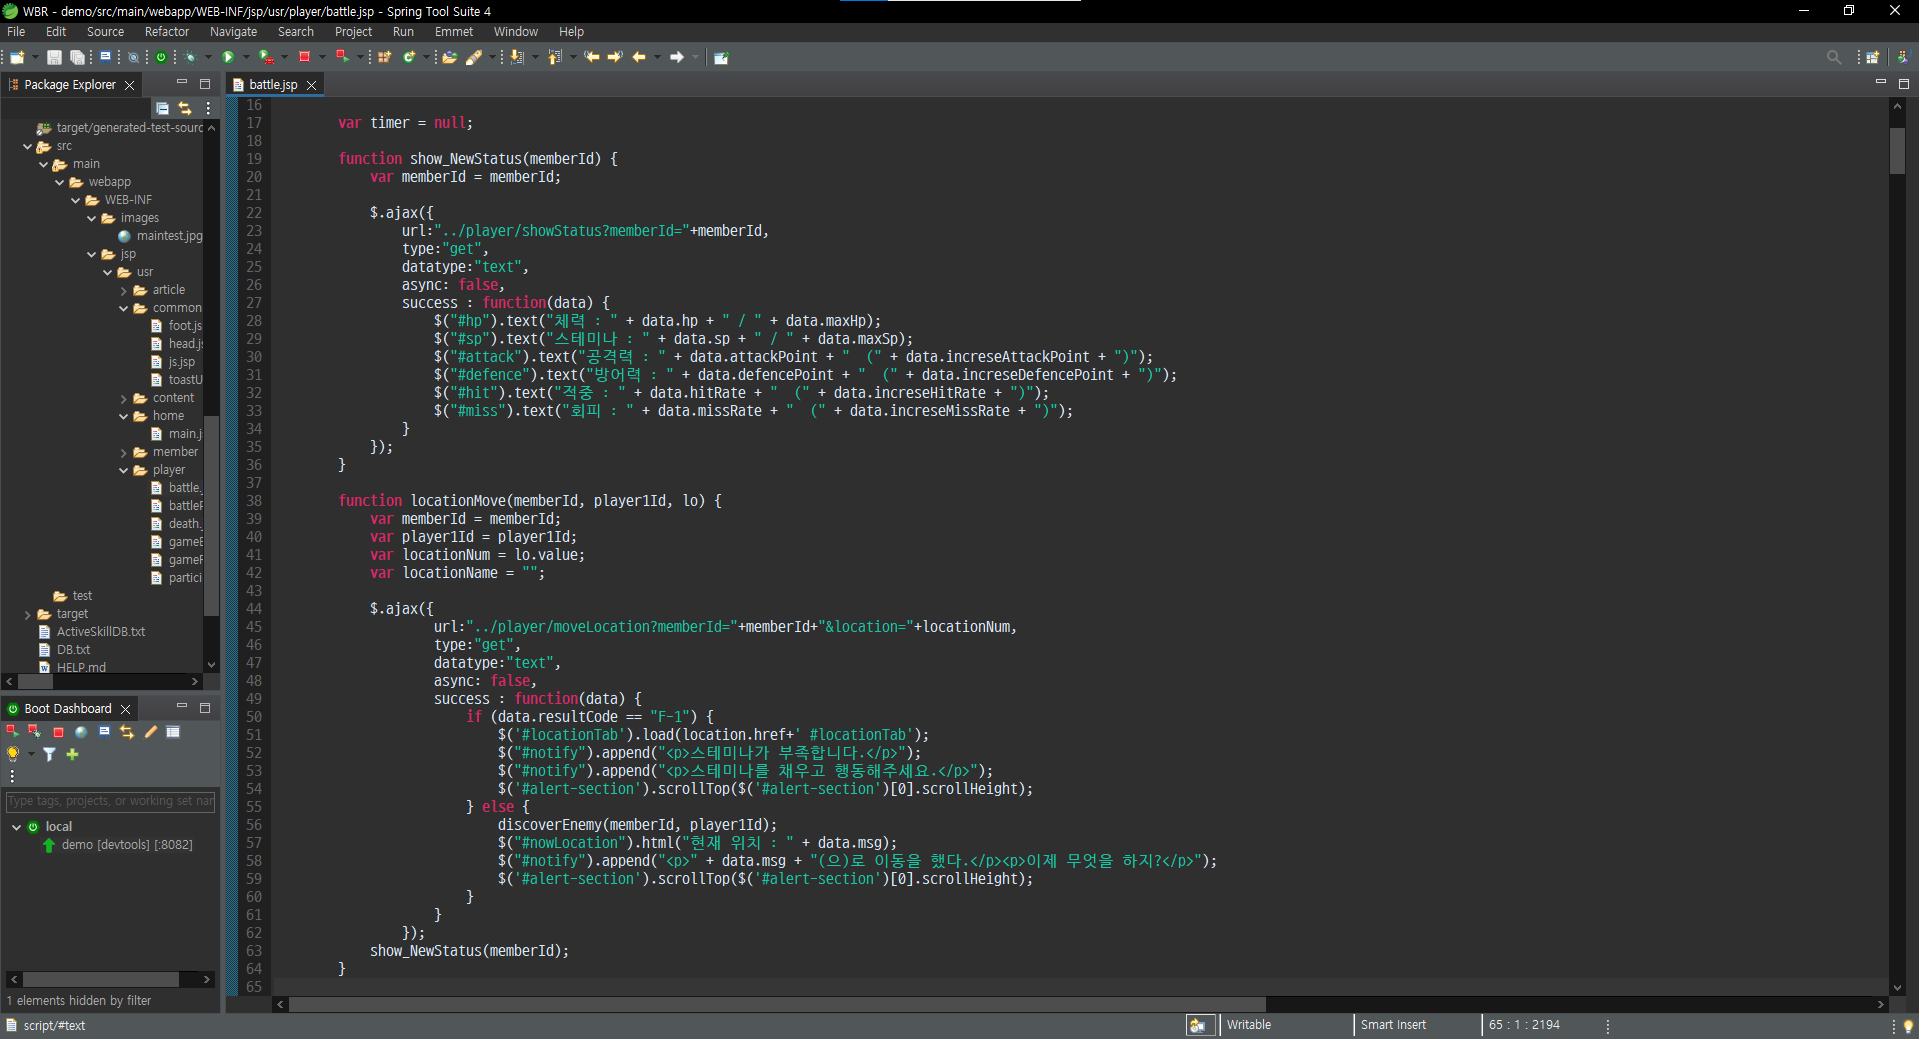 WBR - demo/src/main/webapp/WEB-INF/jsp/usr/player/battle.jsp - Spring Tool Suite 4
File Edit Source Refactor Navigate Search Project Run Emmet Window Help
Package Explorer
target/generated-test-sourc
src
main
webapp
WEB-INF
images
maintest.jpg
jsp
usr
article
common
foot.js
head.js
js.jsp
toastU
content
home
main.j
member
player
battle.
battleF
death.
gameE
gameF
partici
test
target
ActiveSkillDB.txt
DB.txt
HELP.md
Boot Dashboard
Type tags, projects, or working set nar
local
demo [devtools] [:8082]
1 elements hidden by filter
battle.jsp
16
17 var timer = null;
18
19 function show_NewStatus(memberId) {
20 var memberId = memberId;
21
22 $.ajax({
23 url:"../player/showStatus?memberId="+memberId,
24 type:"get",
25 datatype:"text",
26 async: false,
27 success : function(data) {
28 $("#hp").text("체력 : " + data.hp + " / " + data.maxHp);
29 $("#sp").text("스테미나 : " + data.sp + " / " + data.maxSp);
30 $("#attack").text("공격력 : " + data.attackPoint + "  (" + data.increseAttackPoint + ")");
31 $("#defence").text("방어력 : " + data.defencePoint + "  (" + data.increseDefencePoint + ")");
32 $("#hit").text("적중 : " + data.hitRate + "  (" + data.increseHitRate + ")");
33 $("#miss").text("회피 : " + data.missRate + "  (" + data.increseMissRate + ")");
34 }
35 });
36 }
37
38 function locationMove(memberId, player1Id, lo) {
39 var memberId = memberId;
40 var player1Id = player1Id;
41 var locationNum = lo.value;
42 var locationName = "";
43
44 $.ajax({
45 url:"../player/moveLocation?memberId="+memberId+"&location="+locationNum,
46 type:"get",
47 datatype:"text",
48 async: false,
49 success : function(data) {
50 if (data.resultCode == "F-1") {
51 $('#locationTab').load(location.href+' #locationTab');
52 $("#notify").append("<p>스테미나가 부족합니다.</p>");
53 $("#notify").append("<p>스테미나를 채우고 행동해주세요.</p>");
54 $('#alert-section').scrollTop($('#alert-section')[0].scrollHeight);
55 } else {
56 discoverEnemy(memberId, player1Id);
57 $("#nowLocation").html("현재 위치 : " + data.msg);
58 $("#notify").append("<p>" + data.msg + "(으)로 이동을 했다.</p><p>이제 무엇을 하지?</p>");
59 $('#alert-section').scrollTop($('#alert-section')[0].scrollHeight);
60 }
61 }
62 });
63 show_NewStatus(memberId);
64 }
65
script/#text
Writable
Smart Insert
65 : 1 : 2194